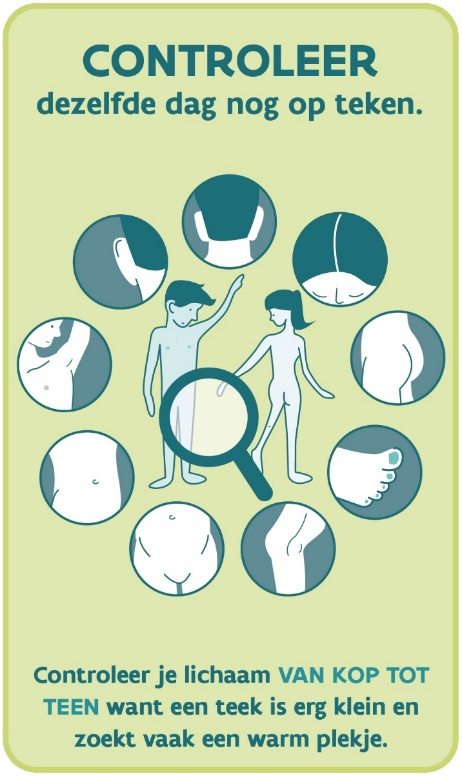 CONTROLEER
dezelfde dag nog op teken.
Controleer je lichaam VAN KOP TOT
TEEN want een teek is erg klein en
zoekt vaak een warm plekje.